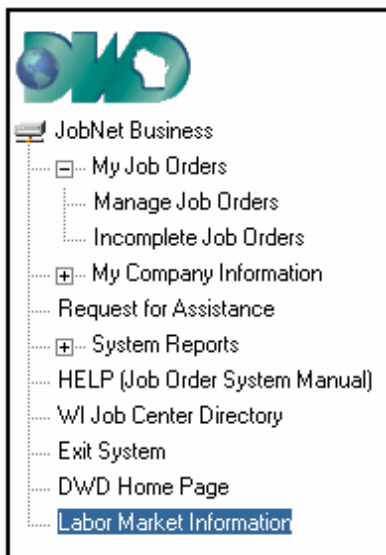 DWD
JobNet Business
My Job Orders
Manage Job Orders
Incomplete Job Orders
My Company Information
Request for Assistance
System Reports
HELP (Job Order System Manual)
WI Job Center Directory
Exit System
DWD Home Page
Labor Market Information